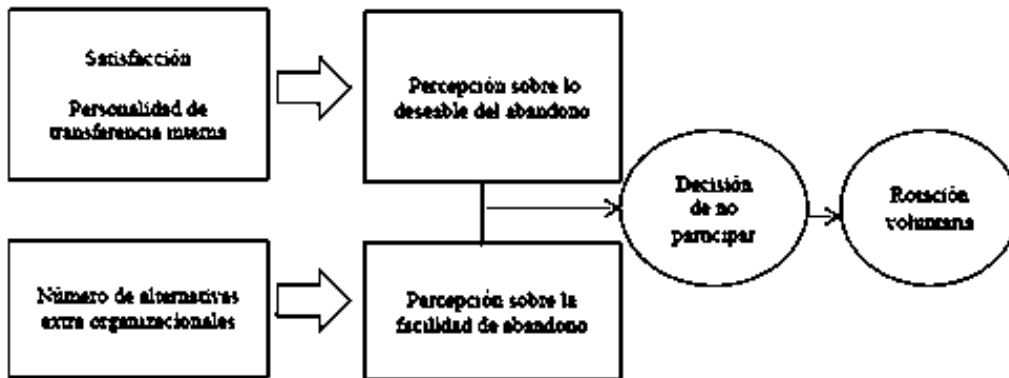 Satisfacción
Personalidad de
transferencia interna
Percepción sobre lo
deseable del abandono
Decisión
de no
participar
Rotación
voluntaria
Número de alternativas
extra organizacionales
Percepción sobre la
facilidad de abandono